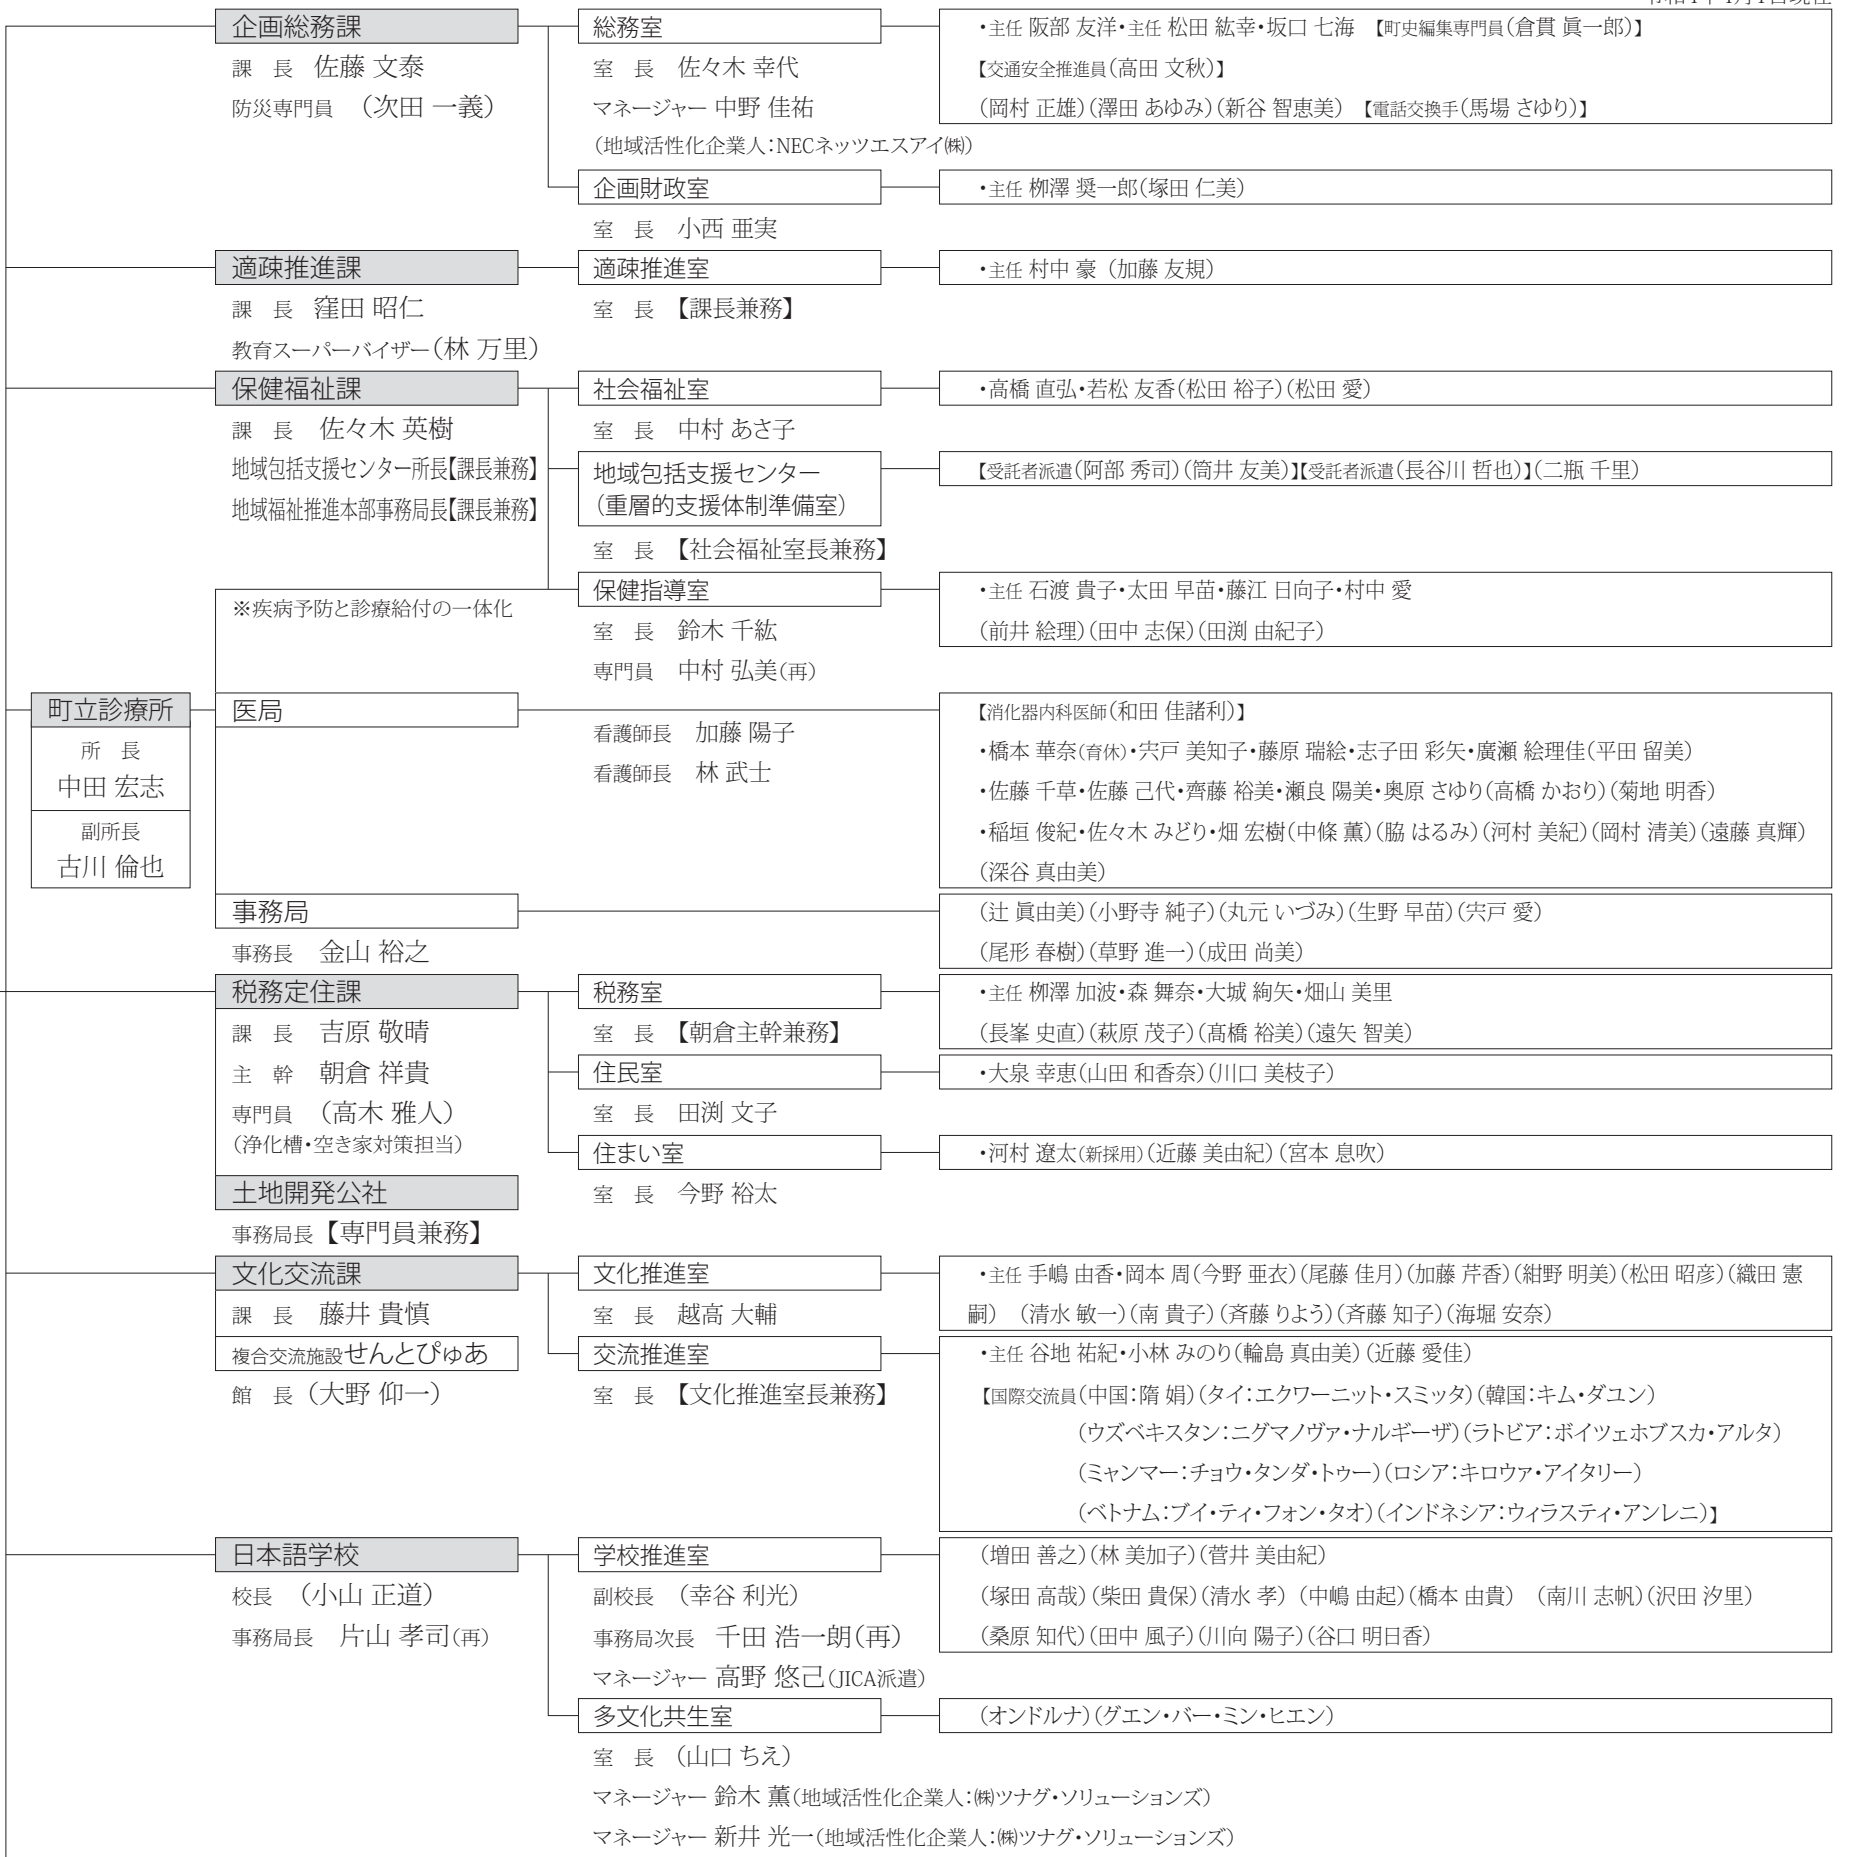 企画総務課
課　長　佐藤 文泰
防災専門員　（次田 一義）
総務室
室　長　佐々木 幸代
マネージャー 中野 佳祐
（地域活性化企業人：NECネッツエスアイ㈱）
・主任 阪部 友洋・主任 松田 紘幸・坂口 七海　【町史編集専門員（倉貫 眞一郎）】
【交通安全推進員（高田 文秋）】
（岡村 正雄）（澤田 あゆみ）（新谷 智恵美）　【電話交換手（馬場 さゆり）】
企画財政室
室　長　小西 亜実
・主任 栁澤 奨一郎（塚田 仁美）
適疎推進課
課　長　窪田 昭仁
教育スーパーバイザー（林 万里）
適疎推進室
室　長 【課長兼務】
・主任 村中 豪（加藤 友規）
保健福祉課
課　長　佐々木 英樹
地域包括支援センター所長【課長兼務】
地域福祉推進本部事務局長【課長兼務】
社会福祉室
室　長　中村 あさ子
・高橋 直弘・若松 友香（松田 裕子）（松田 愛）
地域包括支援センター
（重層的支援体制準備室）
室　長 【社会福祉室長兼務】
【受託者派遣（阿部 秀司）（筒井 友美）】【受託者派遣（長谷川 哲也）】（二瓶 千里）
※疾病予防と診療給付の一体化
保健指導室
室　長　鈴木 千紘
専門員　中村 弘美（再）
・主任 石渡 貴子・太田 早苗・藤江 日向子・村中 愛
（前井 絵理）（田中 志保）（田渕 由紀子）
町立診療所
所　長
中田 宏志
副所長
古川 倫也
医局
看護師長　加藤 陽子
看護師長　林 武士
【消化器内科医師（和田 佳諸利）】
・橋本 華奈（育休）・宍戸 美知子・藤原 瑞絵・志子田 彩矢・廣瀬 絵理佳（平田 留美）
・佐藤 千草・佐藤 己代・齊藤 裕美・瀬良 陽美・奥原 さゆり（高橋 かおり）（菊地 明香）
・稲垣 俊紀・佐々木 みどり・畑 宏樹（中條 薫）（脇 はるみ）（河村 美紀）（岡村 清美）（遠藤 真輝）
（深谷 真由美）
事務局
事務長　金山 裕之
（辻 眞由美）（小野寺 純子）（丸元 いづみ）（生野 早苗）（宍戸 愛）
（尾形 春樹）（草野 進一）（成田 尚美）
税務定住課
課　長　吉原 敬晴
主　幹　朝倉 祥貴
専門員　（高木 雅人）
（浄化槽・空き家対策担当）
税務室
室　長 【朝倉主幹兼務】
・主任 栁澤 加波・森 舞奈・大城 絢矢・畑山 美里
（長峯 史直）（萩原 茂子）（髙橋 裕美）（遠矢 智美）
住民室
室　長　田渕 文子
・大泉 幸恵（山田 和香奈）（川口 美枝子）
住まい室
室　長　今野 裕太
・河村 遼太（新採用）（近藤 美由紀）（宮本 息吹）
土地開発公社
事務局長 【専門員兼務】
文化交流課
課　長　藤井 貴慎
複合交流施設せんとぴゅあ
館　長（大野 仰一）
文化推進室
室　長　越高 大輔
・主任 手嶋 由香・岡本 周（今野 亜衣）（尾藤 佳月）（加藤 芹香）（紺野 明美）（松田 昭彦）（織田 憲
嗣）　（清水 敏一）（南 貴子）（斉藤 りよう）（斉藤 知子）（海堀 安奈）
交流推進室
室　長 【文化推進室長兼務】
・主任 谷地 祐紀・小林 みのり（輪島 真由美）（近藤 愛佳）
【国際交流員（中国：隋 娟）（タイ：エクワーニット・スミッタ）（韓国：キム・ダユン）
（ウズベキスタン：ニグマノヴァ・ナルギーザ）（ラトビア：ボイツェホブスカ・アルタ）
（ミャンマー：チョウ・タンダ・トゥー）（ロシア：キロウァ・アイタリー）
（ベトナム：ブイ・ティ・フォン・タオ）（インドネシア：ウィラスティ・アンレニ）】
日本語学校
校長　（小山 正道）
事務局長　片山 孝司（再）
学校推進室
副校長　（幸谷 利光）
事務局次長　千田 浩一朗（再）
マネージャー 高野 悠己（JICA派遣）
（増田 善之）（林 美加子）（菅井 美由紀）
（塚田 高哉）（柴田 貴保）（清水 孝）（中嶋 由起）（橋本 由貴）　（南川 志帆）（沢田 汐里）
（桑原 知代）（田中 風子）（川向 陽子）（谷口 明日香）
多文化共生室
室　長　（山口 ちえ）
マネージャー 鈴木 薫（地域活性化企業人：㈱ツナグ・ソリューションズ）
マネージャー 新井 光一（地域活性化企業人：㈱ツナグ・ソリューションズ）
（オンドルナ）（グエン・バー・ミン・ヒエン）